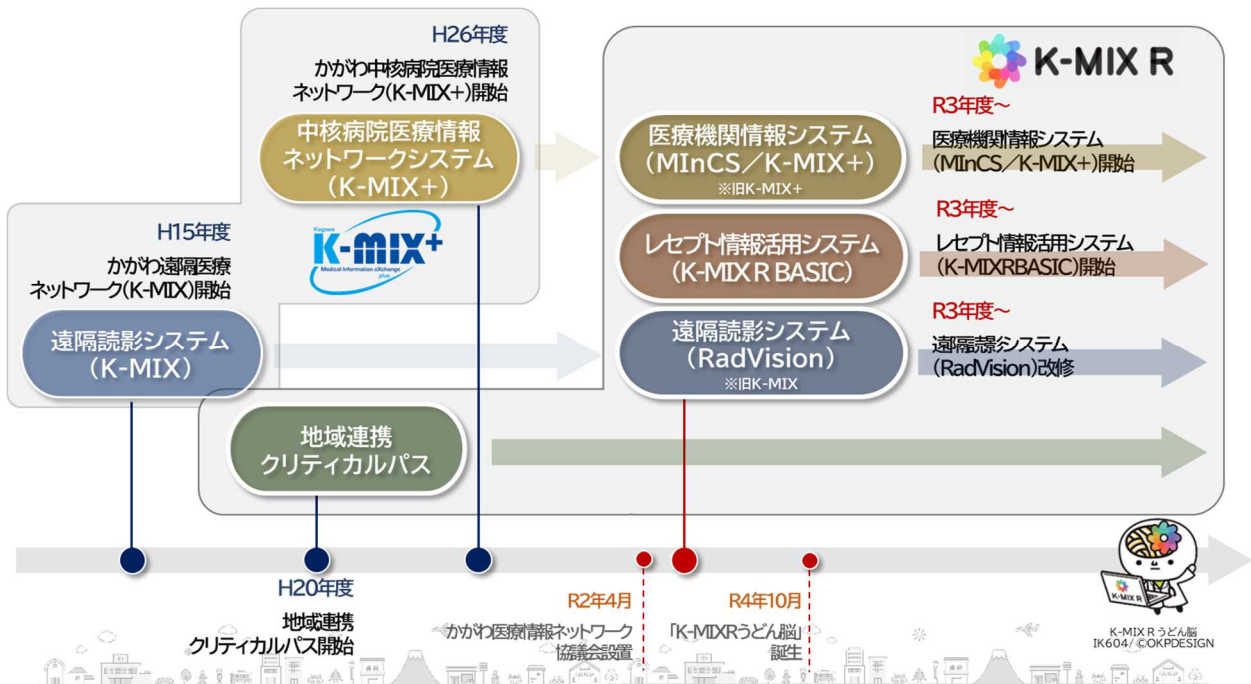 H26年度
かがわ中核病院医療情報
ネットワーク(K-MIX+)開始
中核病院医療情報
ネットワークシステム
(K-MIX+)
Kagawa
K-MIX+
Medical Information eXchange
plus
H15年度
かがわ遠隔医療
ネットワーク(K-MIX)開始
遠隔読影システム
(K-MIX)
地域連携
クリティカルパス
K-MIX R
医療機関情報システム
(MInCS/K-MIX+)
※旧K-MIX+
R3年度~
医療機関情報システム
(MInCS/K-MIX+)開始
レセプト情報活用システム
(K-MIX R BASIC)
R3年度~
レセプト情報活用システム
(K-MIXRBASIC)開始
遠隔読影システム
(RadVision)
※旧K-MIX
R3年度~
遠隔読影システム
(RadVision)改修
H20年度
地域連携
クリティカルパス開始
R2年4月
かがわ医療情報ネットワーク
協議会設置
R4年10月
「K-MIXRうどん脳」
誕生
K-MIX R
K-MIX R うどん脳
IK604/©OKPDESIGN